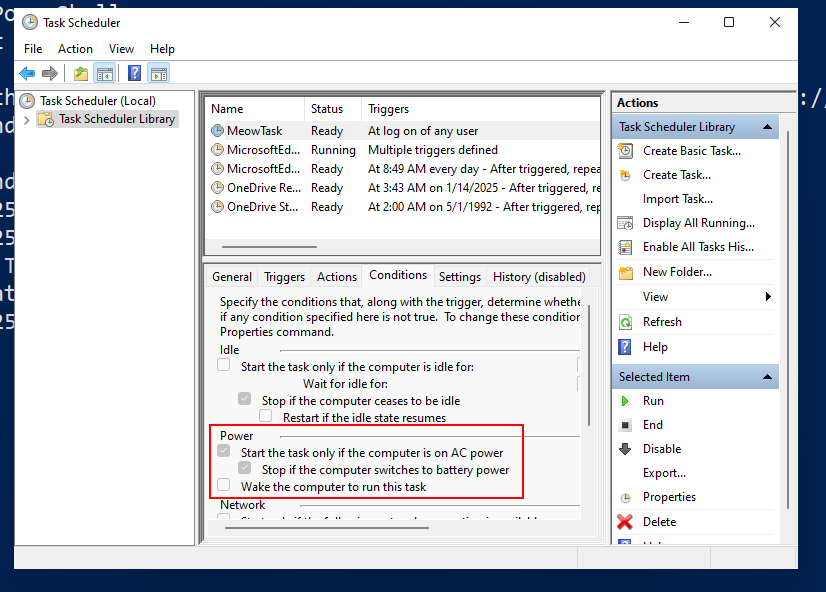 Task Scheduler
File Action View Help
Task Scheduler (Local)
Task Scheduler Library
Name Status Triggers
MeowTask Ready At log on of any user
MicrosoftEd... Running Multiple triggers defined
MicrosoftEd... Ready At 8:49 AM every day - After triggered, repea
OneDrive Re... Ready At 3:43 AM on 1/14/2025 - After triggered, re
OneDrive St... Ready At 2:00 AM on 5/1/1992 - After triggered, rep
General Triggers Actions Conditions Settings History (disabled)
Specify the conditions that, along with the trigger, determine whethe
if any condition specified here is not true. To change these condition
Properties command.
Idle
Start the task only if the computer is idle for:
Wait for idle for:
Stop if the computer ceases to be idle
Restart if the idle state resumes
Power
Start the task only if the computer is on AC power
Stop if the computer switches to battery power
Wake the computer to run this task
Network
Actions
Task Scheduler Library
Create Basic Task...
Create Task...
Import Task...
Display All Running...
Enable All Tasks His...
New Folder...
View
Refresh
Help
Selected Item
Run
End
Disable
Export...
Properties
Delete